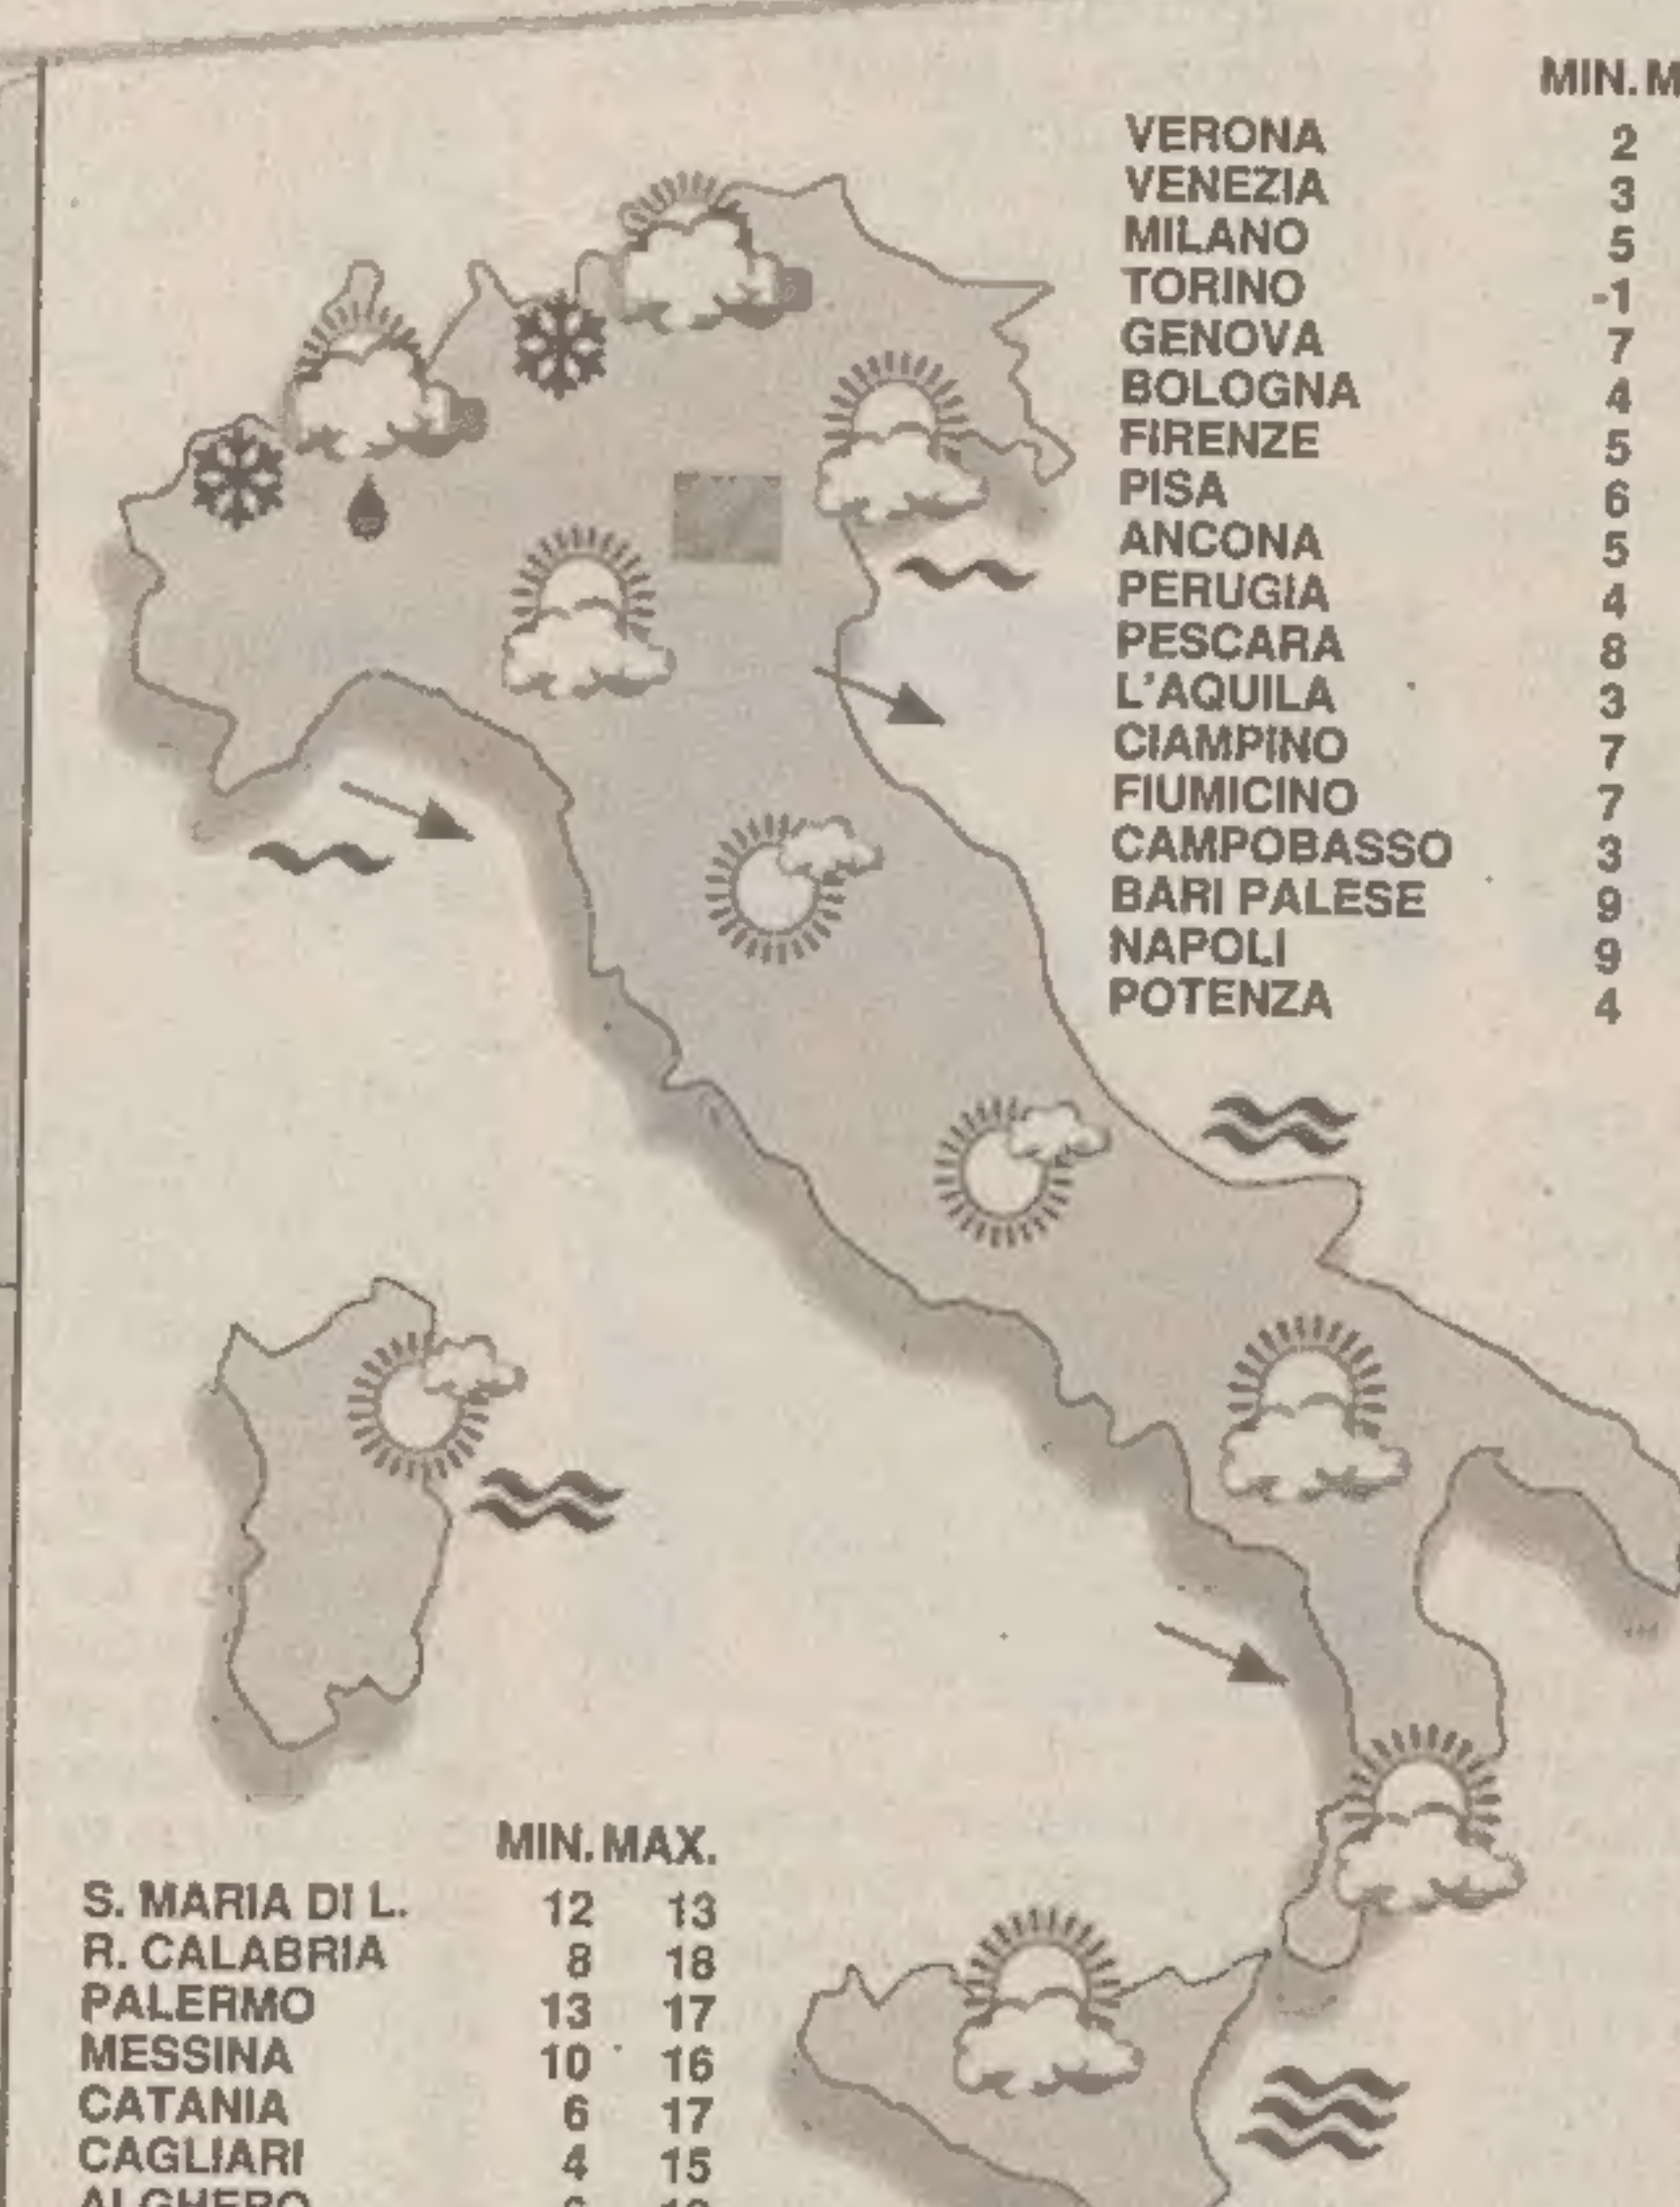 MIN.
VERONA 2
VENEZIA 3
MILANO 5
TORINO -1
GENOVA 7
BOLOGNA 4
FIRENZE 5
PISA 6
ANCONA 5
PERUGIA 4
PESCARA 8
L'AQUILA 3
CIAMPINO 7
FIUMICINO 7
CAMPOBASSO 3
BARI PALESE 9
NAPOLI 9
POTENZA 4
MIN. MAX.
S. MARIA DI L. 12 13
R. CALABRIA 8 18
PALERMO 13 17
MESSINA 10 16
CATANIA 6 17
CAGLIARI 4 15
ALGHERO